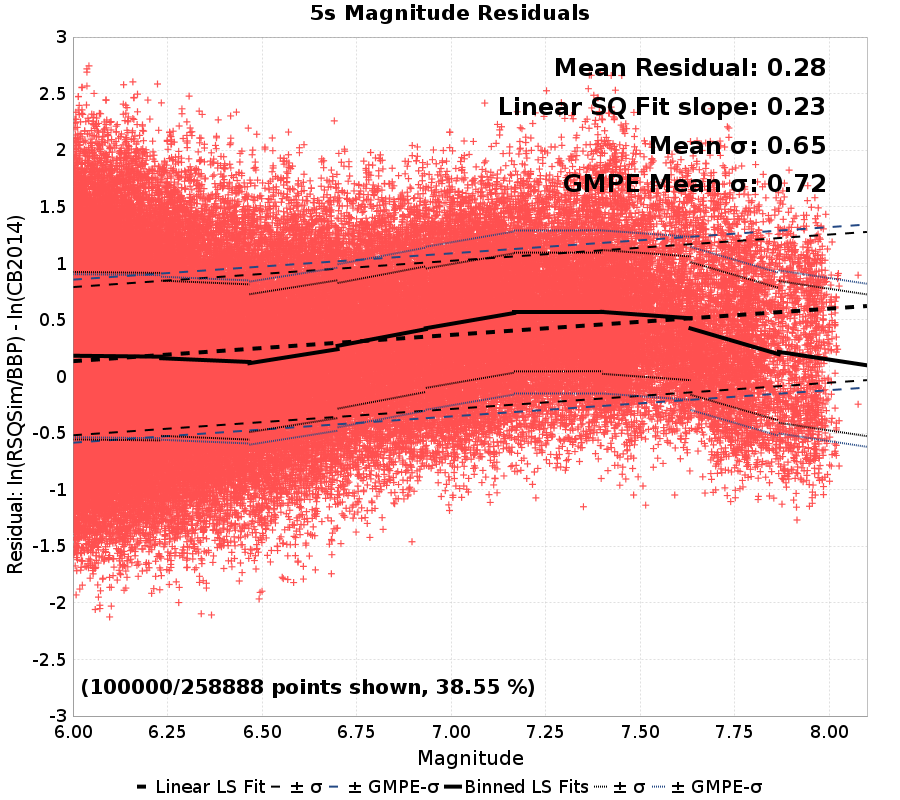 5s Magnitude Residuals
Mean Residual: 0.28
Linear SQ Fit slope: 0.23
Mean σ: 0.65
GMPE Mean σ: 0.72
Residual: ln(RSQSim/BBP) - ln(CB2014)
3
2.5
2
1.5
1
0.5
0
-0.5
-1
-1.5
-2
-2.5
-3
(100000/258888 points shown, 38.55 %)
6.00 6.25 6.50 6.75 7.00 7.25 7.50 7.75 8.00
Magnitude
Linear LS Fit ± σ ± GMPE-σ Binned LS Fits ± σ ± GMPE-σ